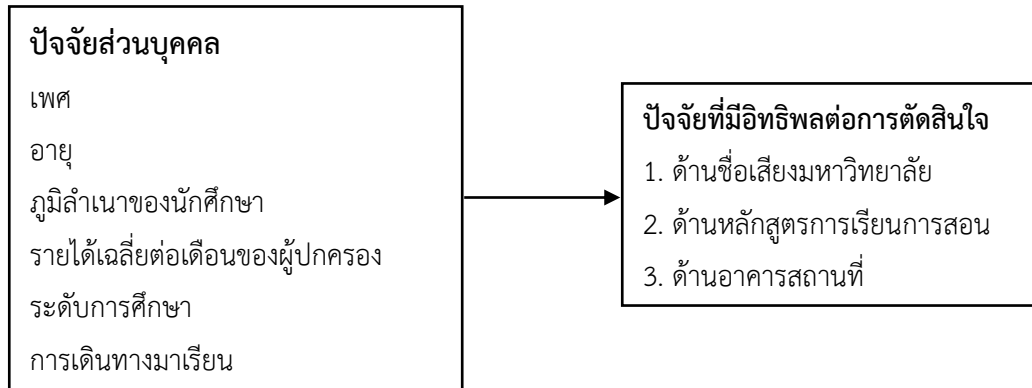 ปัจจัยส่วนบุคคล
เพศ
อายุ
ภูมิลำเนาของนักศึกษา
รายได้เฉลี่ยต่อเดือนของผู้ปกครอง
ระดับการศึกษา
การเดินทางมาเรียน
ปัจจัยที่มีอิทธิพลต่อการตัดสินใจ
1. ด้านชื่อเสียงมหาวิทยาลัย
2. ด้านหลักสูตรการเรียนการสอน
3. ด้านอาคารสถานที่